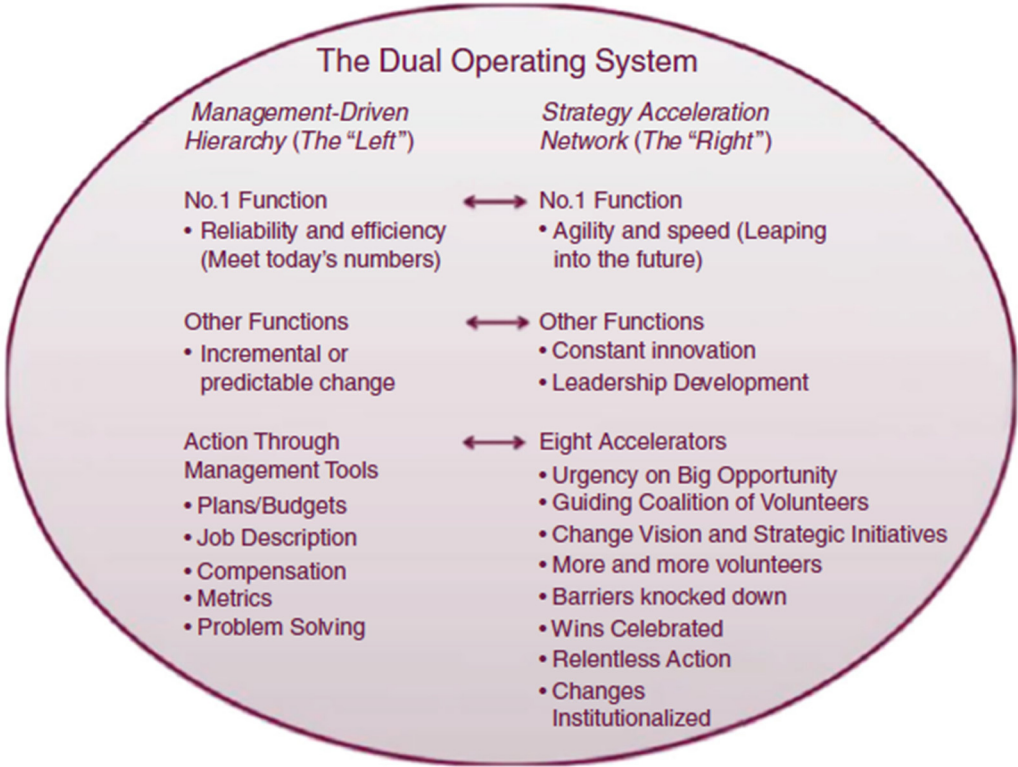 The Dual Operating System
Management-Driven
Hierarchy (The “Left”)
No.1 Function
• Reliability and efficiency
(Meet today’s numbers)
Other Functions
• Incremental or
predictable change
Action Through
Management Tools
• Plans/Budgets
• Job Description
• Compensation
• Metrics
• Problem Solving
Strategy Acceleration
Network (The “Right”)
No.1 Function
• Agility and speed (Leaping
into the future)
Other Functions
• Constant innovation
• Leadership Development
Eight Accelerators
• Urgency on Big Opportunity
• Guiding Coalition of Volunteers
• Change Vision and Strategic Initiatives
• More and more volunteers
• Barriers knocked down
• Wins Celebrated
• Relentless Action
• Changes
Institutionalized